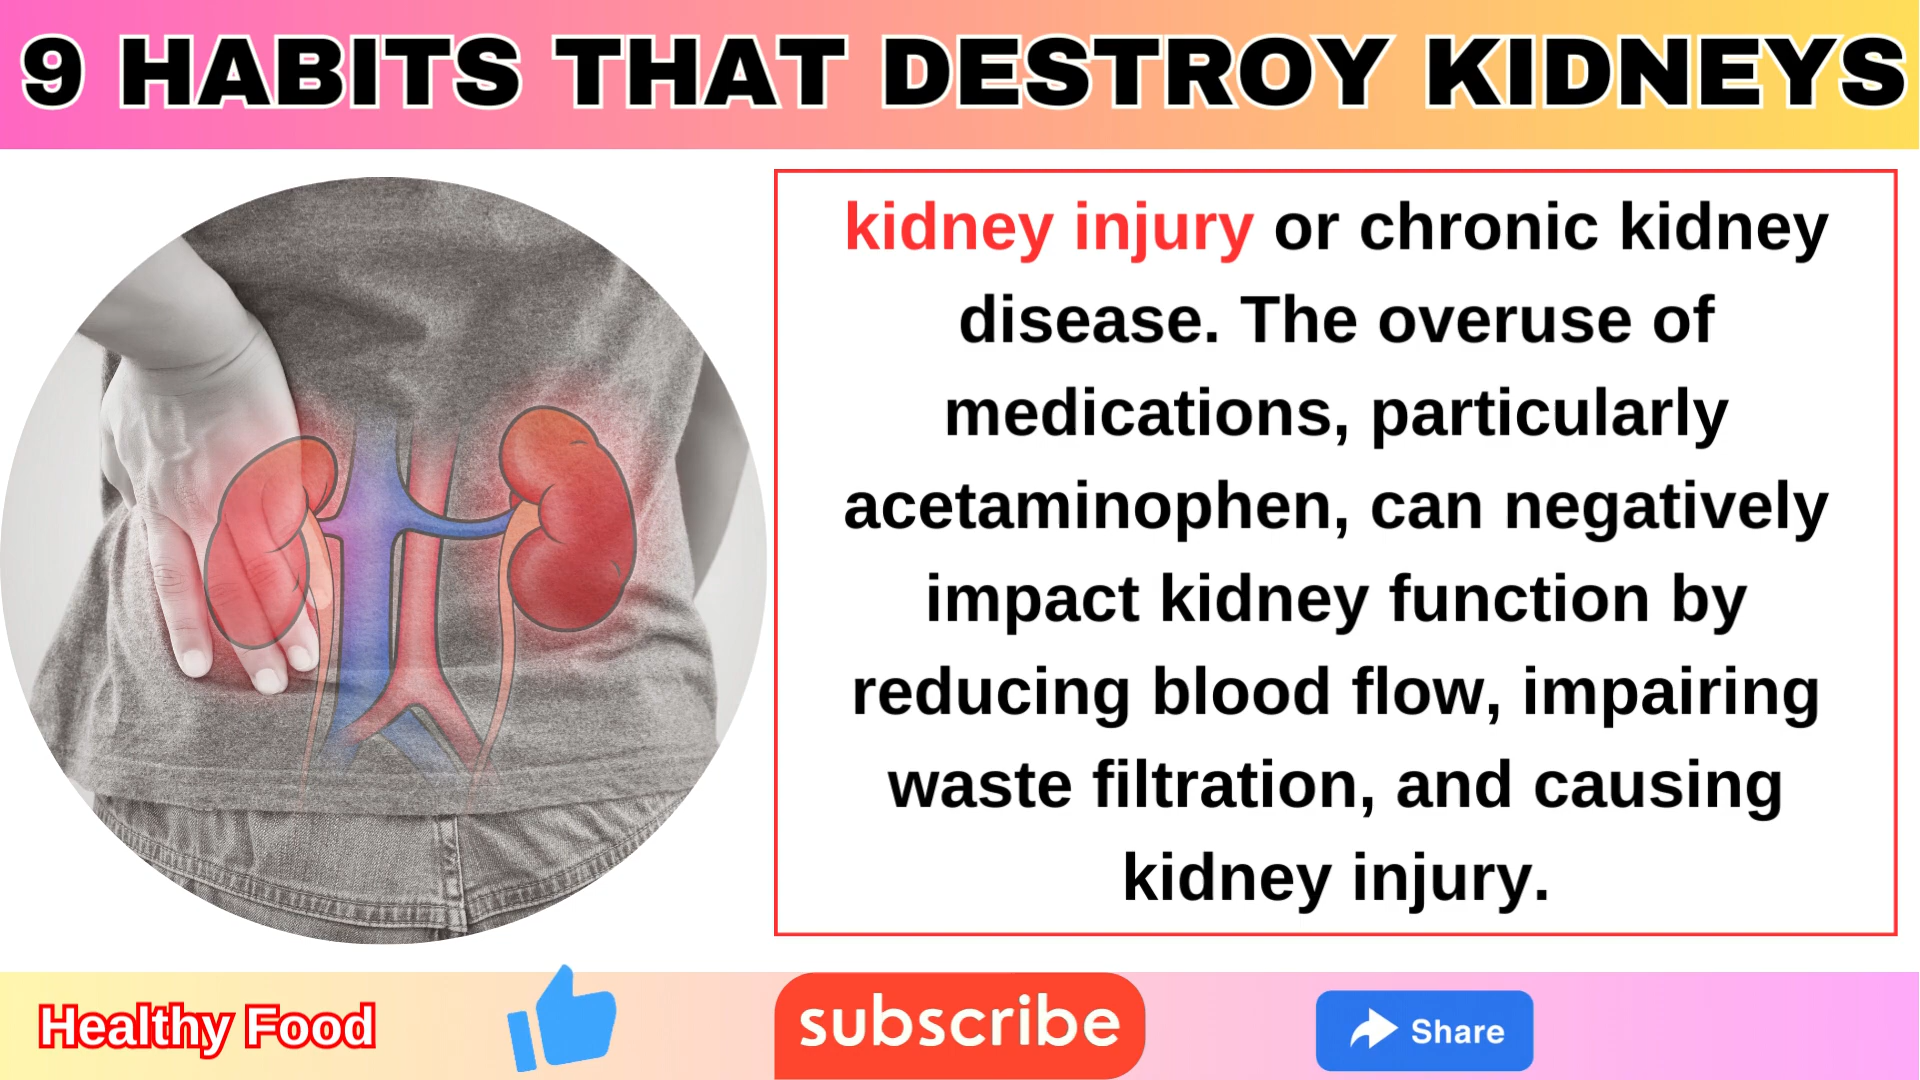 9 HABITS THAT DESTROY KIDNEYS
kidney injury or chronic kidney
disease. The overuse of
medications, particularly
acetaminophen, can negatively
impact kidney function by
reducing blood flow, impairing
waste filtration, and causing
kidney injury.
Healthy Food
subscribe
Share